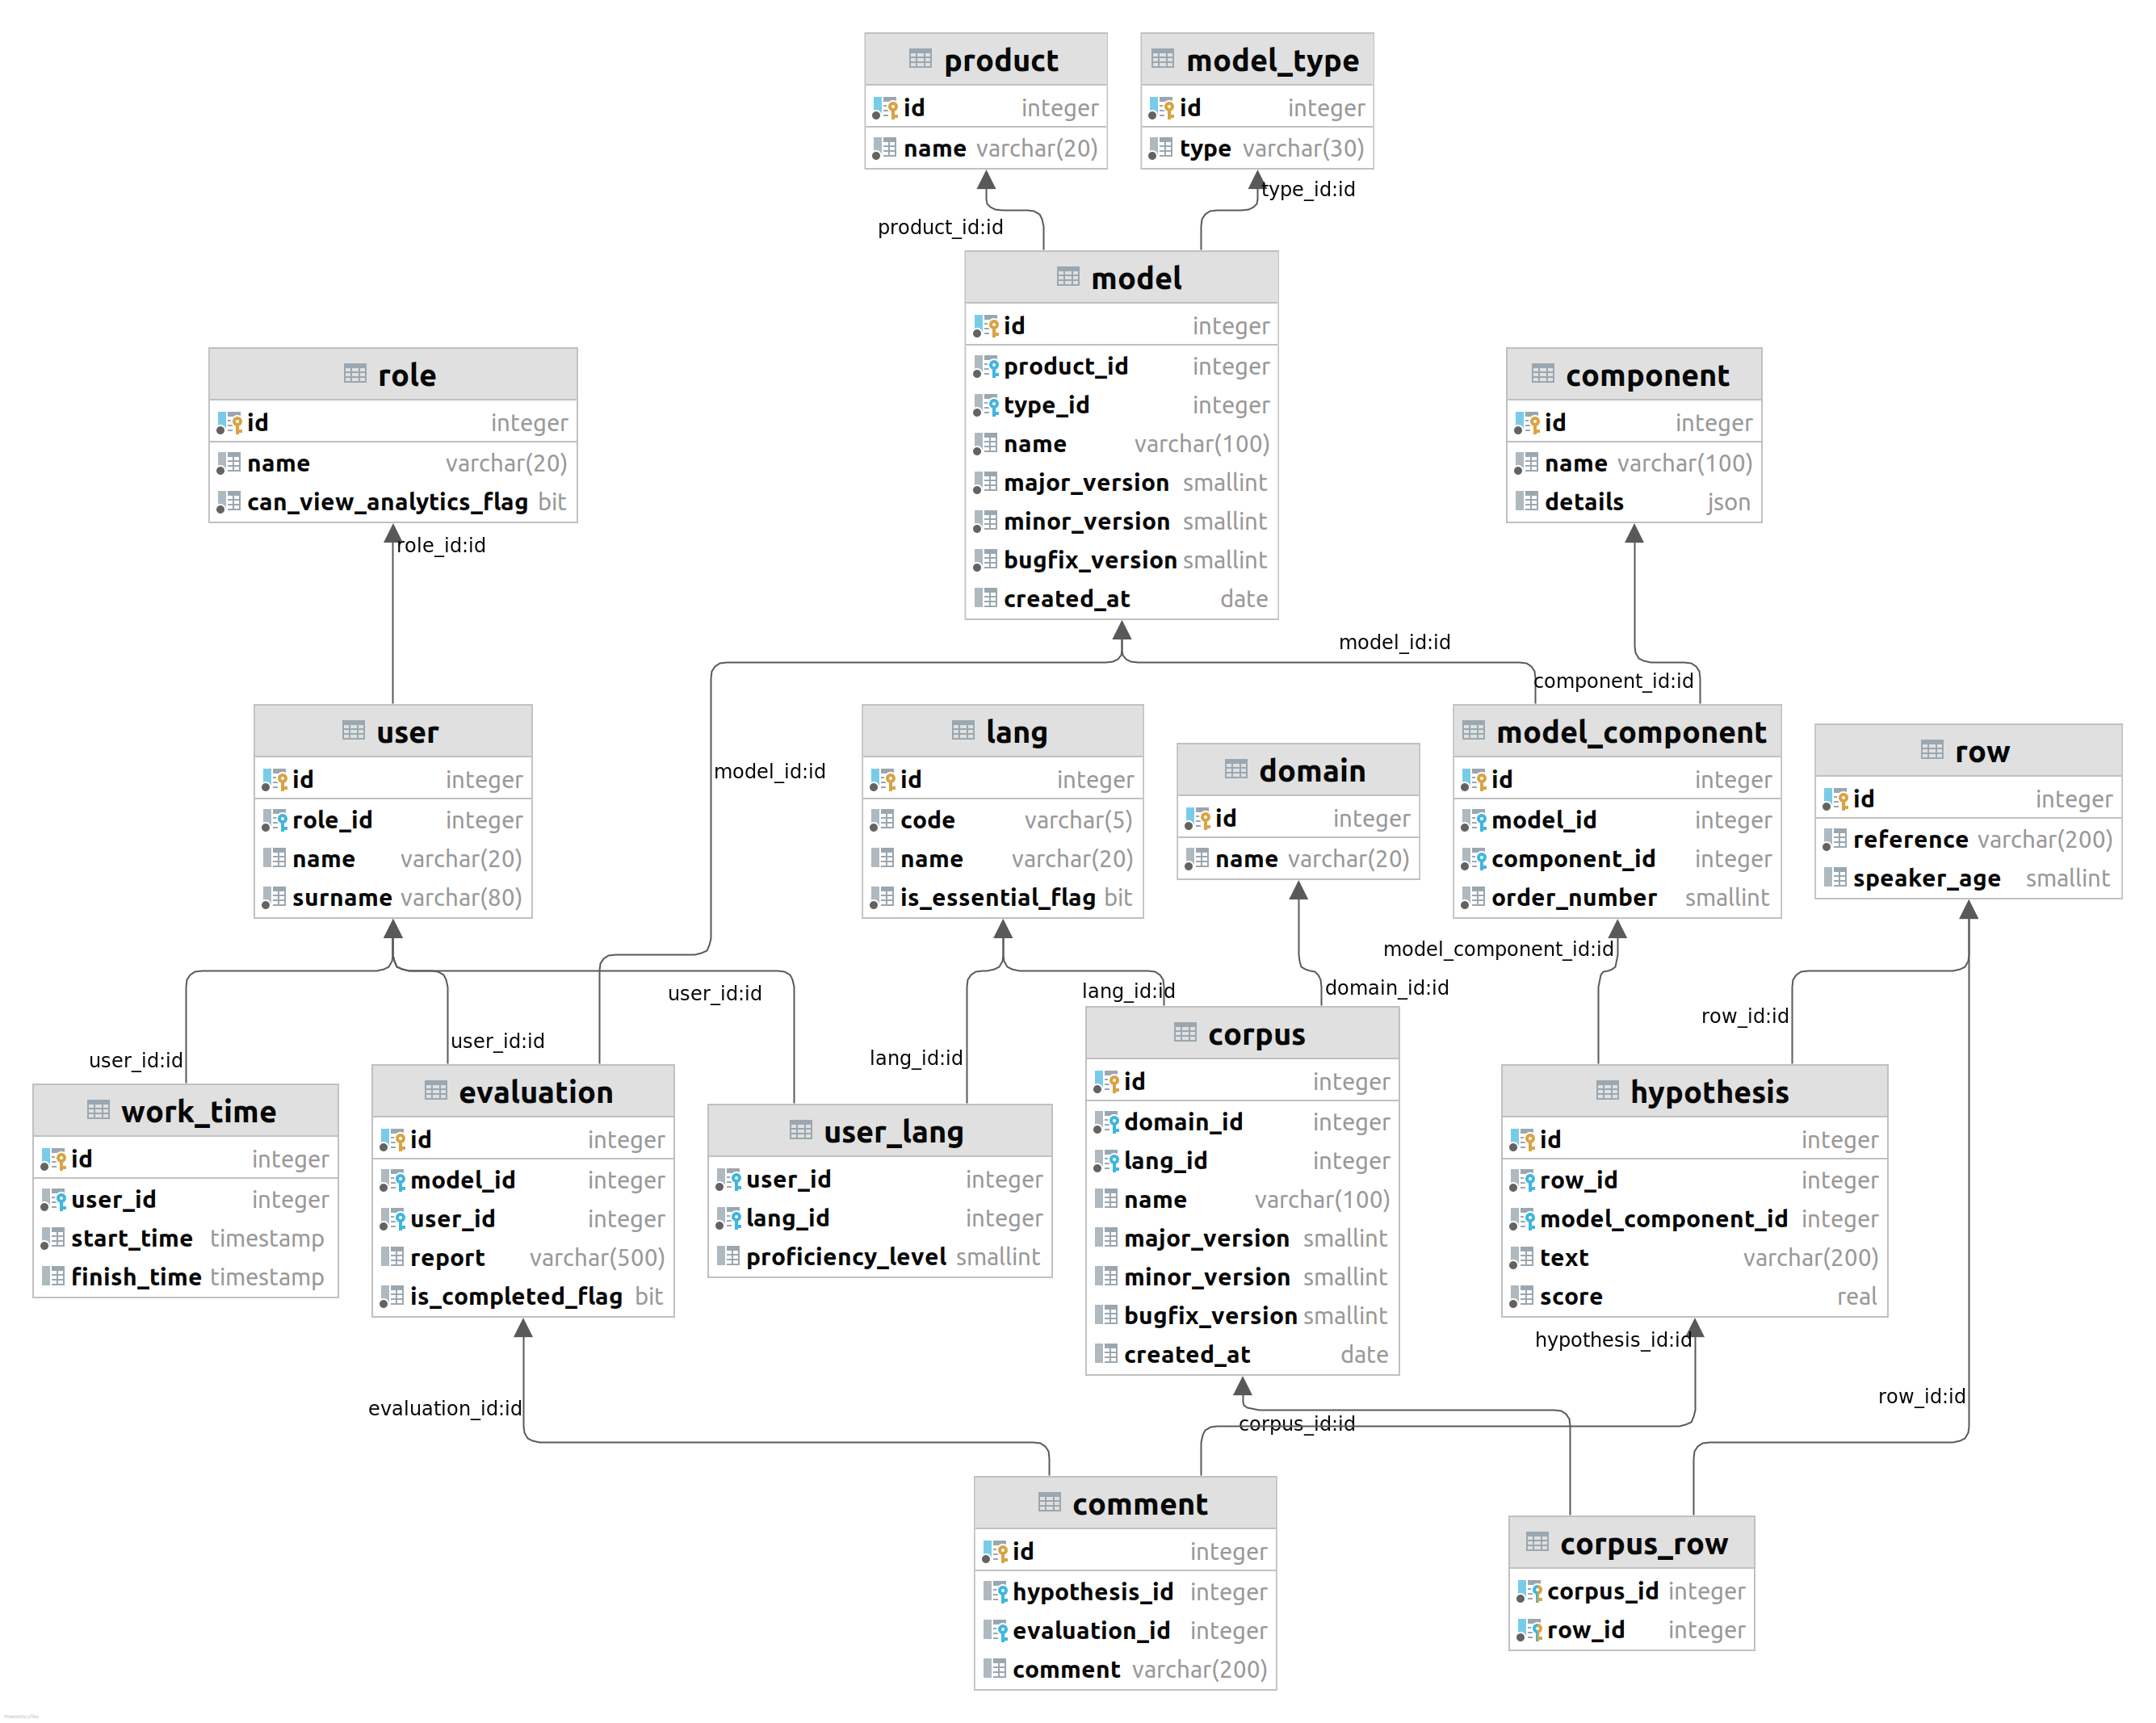 product
id integer
name varchar(20)
model_type
id integer
type varchar(30)
type_id:id
product_id:id
model
id integer
product_id integer
type_id integer
name varchar(100)
major_version smallint
minor_version smallint
bugfix_version smallint
created_at date
role
id integer
name varchar(20)
can_view_analytics_flag bit
role_id:id
component
id integer
name varchar(100)
details json
model_id:id
component_id:id
user
id integer
role_id integer
name varchar(20)
surname varchar(80)
model_id:id
lang
id integer
code varchar(5)
name varchar(20)
is_essential_flag bit
domain
id integer
name varchar(20)
model_component
id integer
model_id integer
component_id integer
order_number smallint
row
id integer
reference varchar(200)
speaker_age smallint
model_component_id:id
user_id:id
lang_id:id
domain_id:id
row_id:id
user_id:id
user_id:id
lang_id:id
work_time
id integer
user_id integer
start_time timestamp
finish_time timestamp
evaluation
id integer
model_id integer
user_id integer
report varchar(500)
is_completed_flag bit
user_lang
user_id integer
lang_id integer
proficiency_level smallint
corpus
id integer
domain_id integer
lang_id integer
name varchar(100)
major_version smallint
minor_version smallint
bugfix_version smallint
created_at date
hypothesis
id integer
row_id integer
model_component_id integer
text varchar(200)
score real
hypothesis_id:id
evaluation_id:id
corpus_id:id
row_id:id
comment
id integer
hypothesis_id integer
evaluation_id integer
comment varchar(200)
corpus_row
corpus_id integer
row_id integer
Powered by yFiles